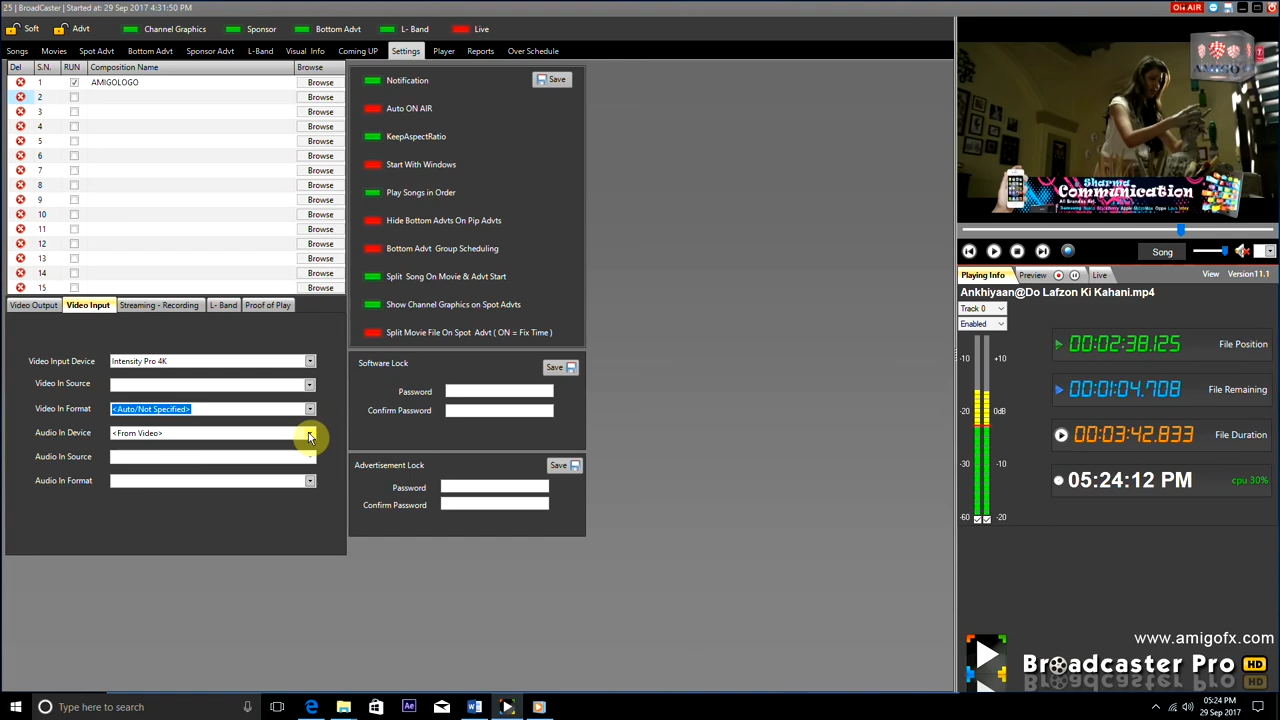 25 | BroadCaster | Started at: 29 Sep 2017 4:31:50 PM
ON AIR
Soft
Advt
Channel Graphics
Sponsor
Bottom Advt
L- Band
Live
Songs
Movies
Spot Advt
Bottom Advt
Sponsor Advt
L-Band
Visual Info
Coming UP
Settings
Player
Reports
Over Schedule
Del
S.N.
RUN
Composition Name
Browse
1
AMIGOLOGO
Browse
2
Browse
3
Browse
4
Browse
5
Browse
6
Browse
7
Browse
8
Browse
9
Browse
10
Browse
11
Browse
12
Browse
13
Browse
14
Browse
15
Browse
Video Output
Video Input
Streaming - Recording
L- Band
Proof of Play
Video Input Device
Intensity Pro 4K
Video In Source
Video In Format
<Auto/Not Specified>
Audio In Device
<From Video>
Audio In Source
Audio In Format
Notification
Save
Auto ON AIR
KeepAspectRatio
Start With Windows
Play Songs in Order
Hide Bottom Advts On Pip Advts
Bottom Advt Group Scheduling
Split Song On Movie & Advt Start
Show Channel Graphics on Spot Advts
Split Movie File On Spot Advt ( ON = Fix Time )
Software Lock
Save
Password
Confirm Password
Advertisement Lock
Save
Password
Confirm Password
AMIGO
Sharma
Communication
Song
Playing Info
Preview
Live
View
Version11.1
Ankhiyaan@Do Lafzon Ki Kahani.mp4
Track 0
Enabled
-10
+10
-20
0dB
-30
-10
-60
-20
00:02:38.125
File Position
00:01:04.708
File Remaining
00:03:42.833
File Duration
05:24:12 PM
cpu 30%
www.amigofx.com
Broadcaster Pro HD
Type here to search
05:24 PM
29 Sep 2017